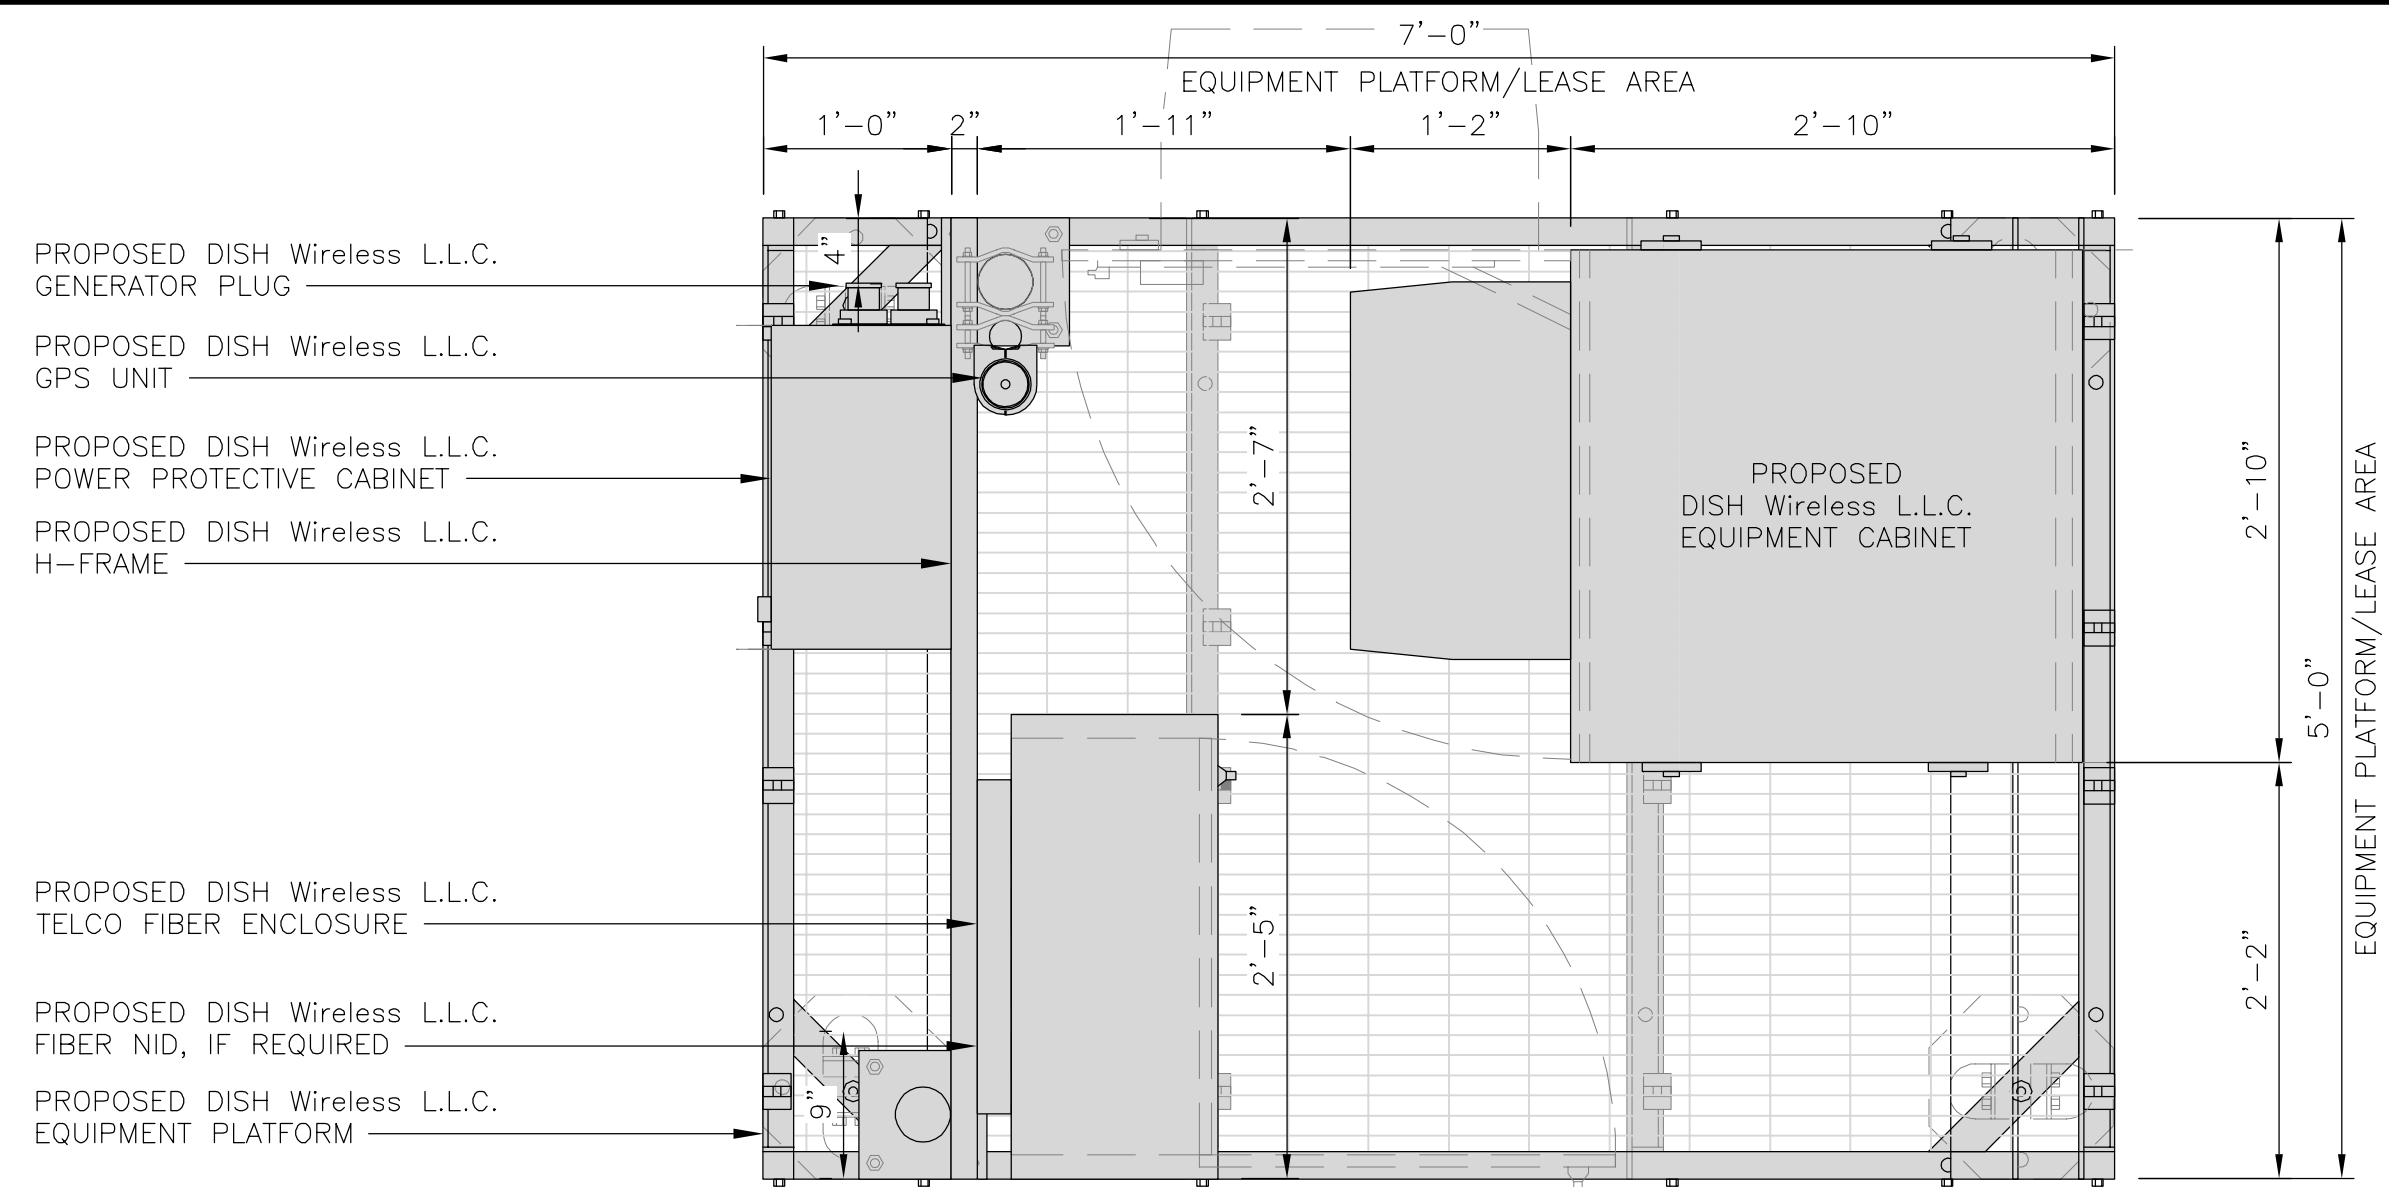 7'-0"
EQUIPMENT PLATFORM/LEASE AREA
1'-0" 2" 1'-11" 1'-2" 2'-10"
PROPOSED DISH Wireless L.L.C.
GENERATOR PLUG
4"
PROPOSED DISH Wireless L.L.C.
GPS UNIT
PROPOSED DISH Wireless L.L.C.
POWER PROTECTIVE CABINET
PROPOSED DISH Wireless L.L.C.
H-FRAME
2'-7"
PROPOSED
DISH Wireless L.L.C.
EQUIPMENT CABINET
2'-10"
5'-0"
EQUIPMENT PLATFORM/LEASE AREA
PROPOSED DISH Wireless L.L.C.
TELCO FIBER ENCLOSURE
2'-5"
2'-2"
PROPOSED DISH Wireless L.L.C.
FIBER NID, IF REQUIRED
9"
PROPOSED DISH Wireless L.L.C.
EQUIPMENT PLATFORM